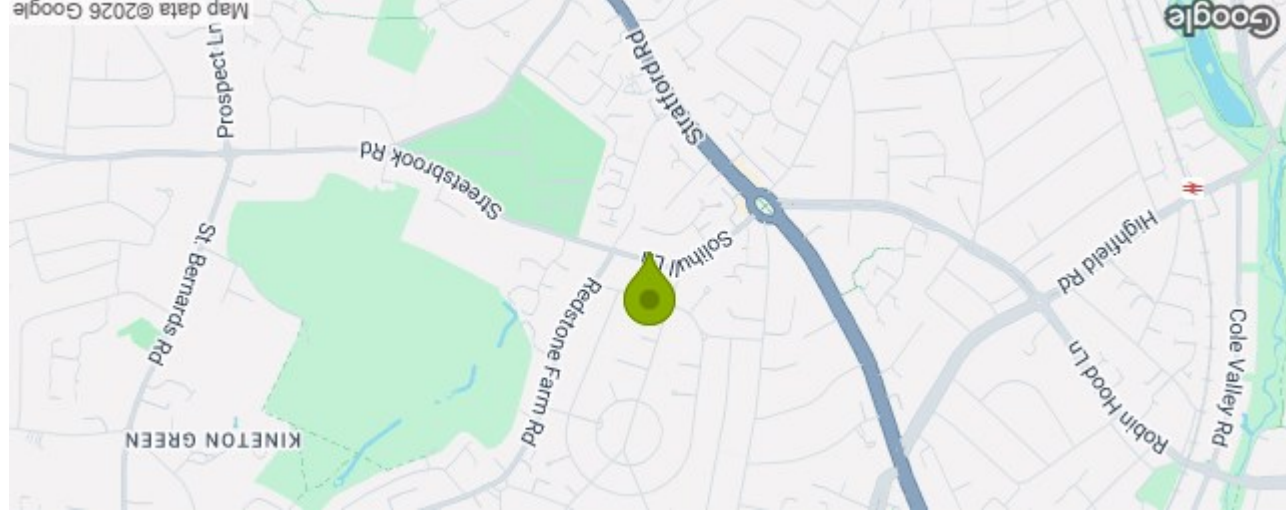 Cole Valley Rd
Robin Hood Ln
KINETON GREEN
Redstone Farm Rd
Highfield Rd
St. Bernards Rd
Solihull Ln
Streetsbrook Rd
Stratford Rd
Prospect Ln
Google
Map data ©2026 Google